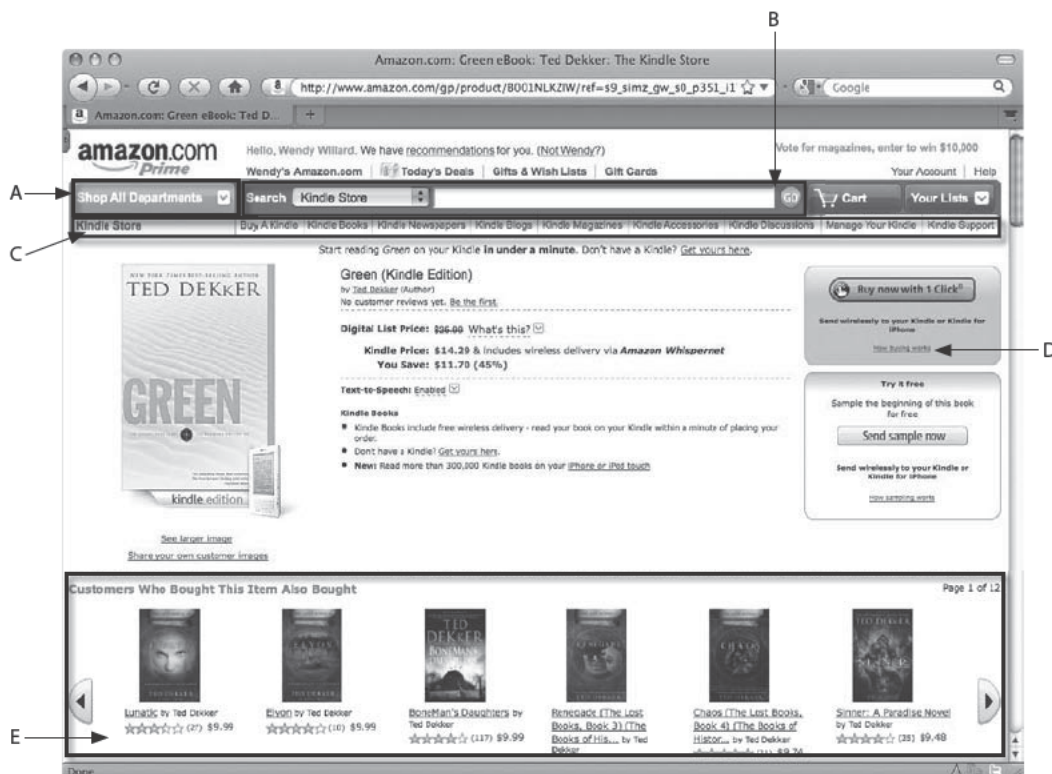 B
Amazon.com: Green eBook: Ted Dekker: The Kindle Store
http://www.amazon.com/gp/product/B001NLKZIW/ref=s9_simz_gw_s0_p351_i1
Google
Amazon.com: Green eBook: Ted D...
amazon.com
Prime
Hello, Wendy Willard. We have recommendations for you. (Not Wendy?)
Vote for magazines, enter to win $10,000
Wendy's Amazon.com Today's Deals Gifts & Wish Lists Gift Cards
Your Account Help
A
Shop All Departments
Search Kindle Store GO
Cart
Your Lists
C
Kindle Store
Buy A Kindle Kindle Books Kindle Newspapers Kindle Blogs Kindle Magazines Kindle Accessories Kindle Discussions Manage Your Kindle Kindle Support
Start reading Green on your Kindle in under a minute. Don't have a Kindle? Get yours here.
TED DEKKER
GREEN
kindle edition
See larger image
Share your own customer images
Green (Kindle Edition)
by Ted Dekker (Author)
No customer reviews yet. Be the first.
Digital List Price: $26.00 What's this?
Kindle Price: $14.29 & includes wireless delivery via Amazon Whispernet
You Save: $11.70 (45%)
Text-to-Speech: Enabled
Kindle Books
Kindle Books include free wireless delivery - read your book on your Kindle within a minute of placing your
order.
Don't have a Kindle? Get yours here.
New: Read more than 300,000 Kindle books on your iPhone or iPod touch
Buy now with 1 Click®
Send wirelessly to your Kindle or Kindle for
iPhone
How buying works
D
Try it free
Sample the beginning of this book
for free
Send sample now
Send wirelessly to your Kindle or
Kindle for iPhone
How sampling works
Customers Who Bought This Item Also Bought
Page 1 of 12
TED
DEKKER
BONEMAN'S
CHAOS
E
Lunatic by Ted Dekker
(27) $9.99
Elyon by Ted Dekker
(10) $9.99
BoneMan's Daughters by
Ted Dekker
(117) $9.99
Renegade (The Lost
Books, Book 3) (The
Books of His... by Ted
Dekker
Chaos (The Lost Books,
Book 4) (The Books of
Histor... by Ted Dekker
$9.74
Sinner: A Paradise Novel
by Ted Dekker
(35) $9.48
Done